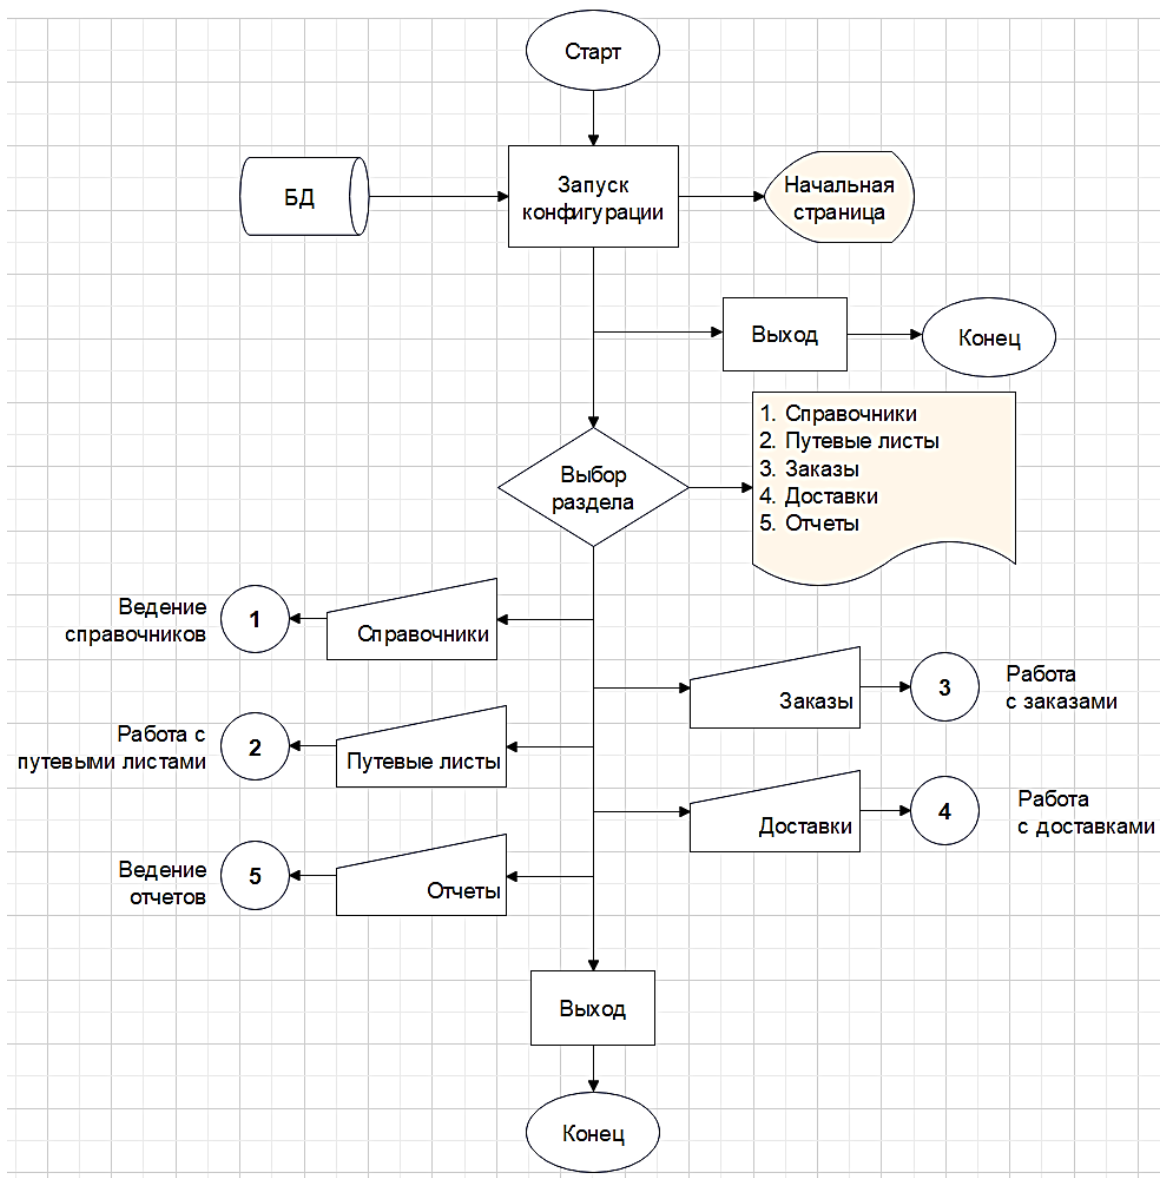 Старт
БД
Запуск
конфигурации
Начальная
страница
Выход
Конец
1. Справочники
2. Путевые листы
3. Заказы
4. Доставки
5. Отчеты
Выбор
раздела
Ведение
справочников
1
Справочники
Заказы
3
Работа
с заказами
Работа с
путевыми листами
2
Путевые листы
Доставки
4
Работа
с доставками
Ведение
отчетов
5
Отчеты
Выход
Конец